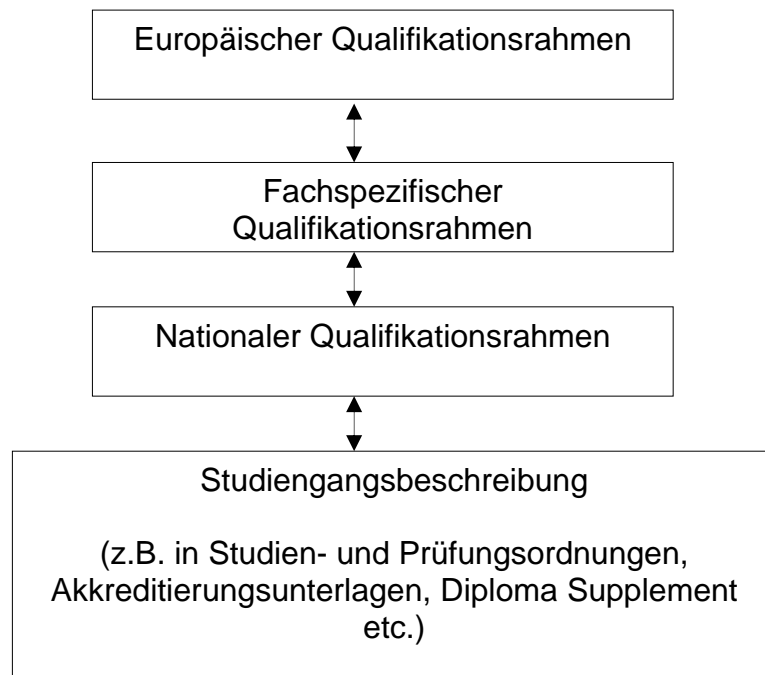 Europäischer Qualifikationsrahmen
Fachspezifischer
Qualifikationsrahmen
Nationaler Qualifikationsrahmen
Studiengangsbeschreibung
(z.B. in Studien- und Prüfungsordnungen,
Akkreditierungsunterlagen, Diploma Supplement
etc.)